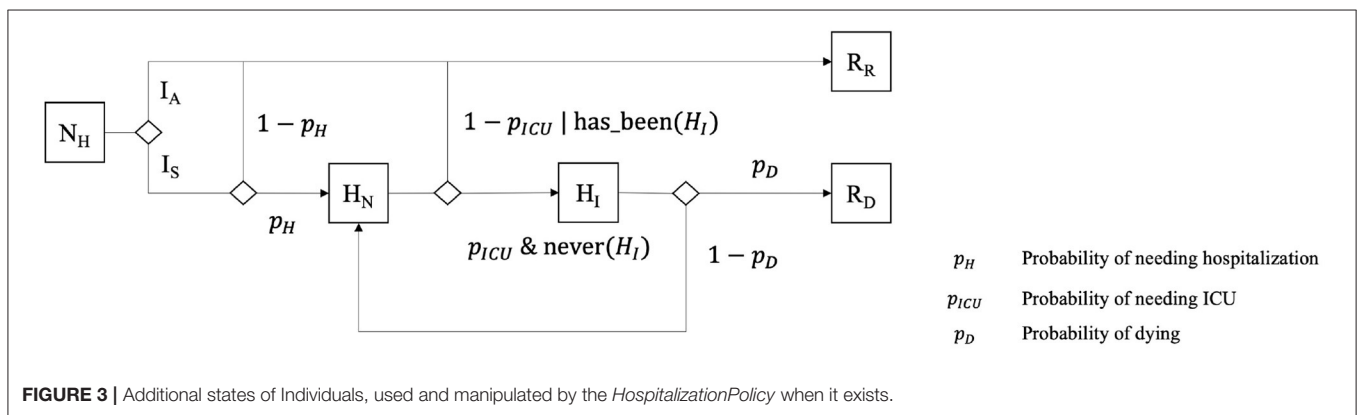 R_R
I_A
N_H
1 − p_H
1 − p_ICU | has_been(H_I)
I_S
p_D
H_N
H_I
R_D
p_H
p_ICU & never(H_I)
1 − p_D
p_H Probability of needing hospitalization
p_ICU Probability of needing ICU
p_D Probability of dying
FIGURE 3 | Additional states of Individuals, used and manipulated by the HospitalizationPolicy when it exists.